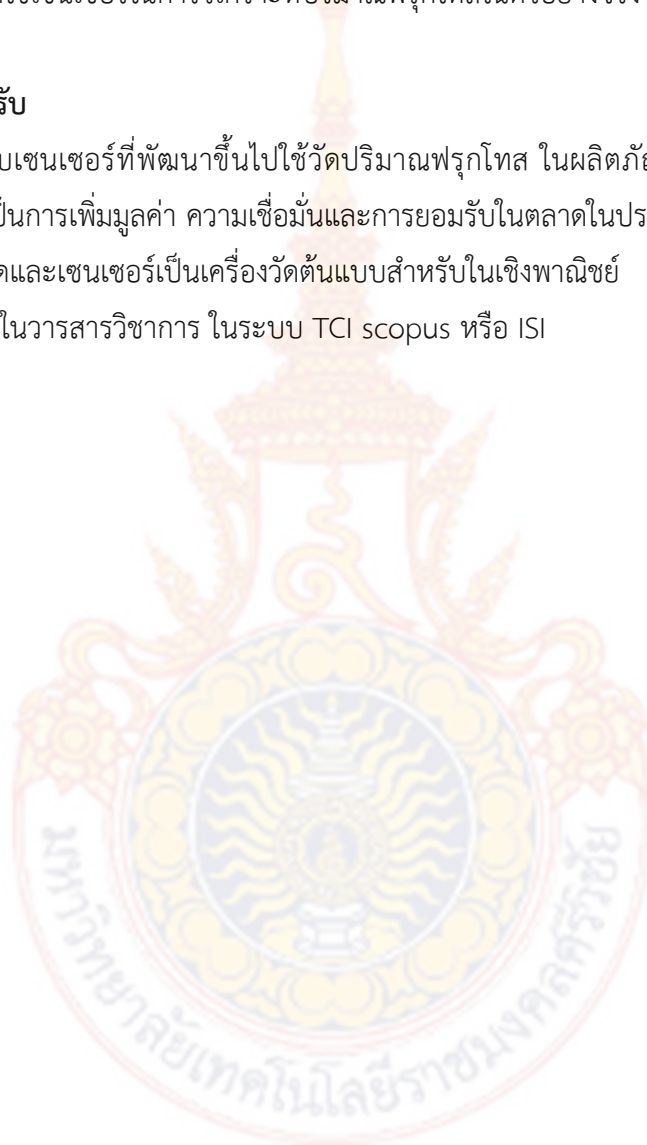 รับ
บเซนเซอร์ที่พัฒนาขึ้นไปใช้วัดปริมาณฟรุกโทส ในผลิตภั
ป็นการเพิ่มมูลค่า ความเชื่อมั่นและการยอมรับในตลาดในประ
ดและเซนเซอร์เป็นเครื่องวัดต้นแบบสำหรับในเชิงพาณิชย์
ในวารสารวิชาการ ในระบบ TCI scopus หรือ ISI
มหาวิทยาลัยเทคโนโลยีราชมงคลศรีวิชัย